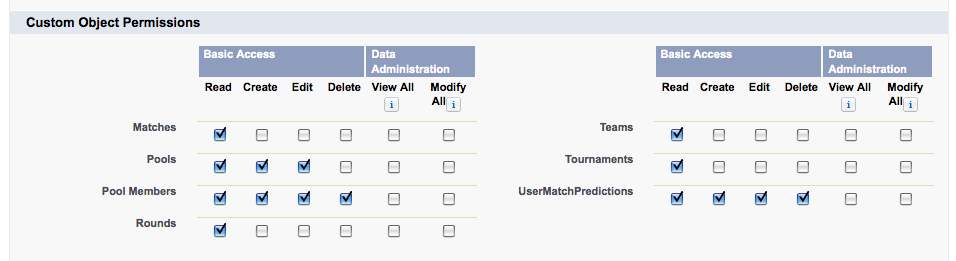 Custom Object Permissions
Basic Access Data Basic Access Data
Administration Administration
Read Create Edit Delete View All Modify Read Create Edit Delete View All Modify
i All i i All i
Matches Teams
Pools Tournaments
Pool Members UserMatchPredictions
Rounds